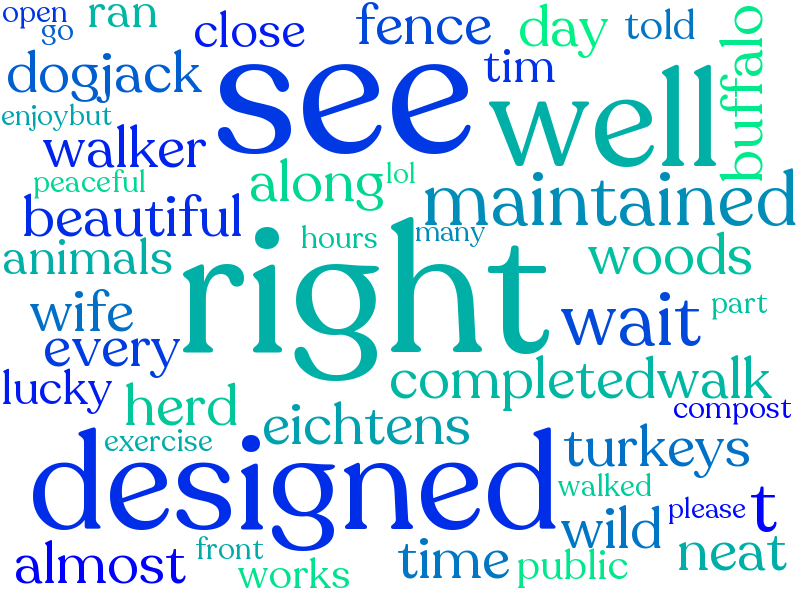 open
go
ran
close
fence
day
told
buffalo
dogjack
see
tim
well
enjoybut
walker
peaceful
along
lol
maintained
beautiful
hours
many
animals
right
woods
wife
wait
part
every
lucky
completedwalk
herd
eichtens
compost
exercise
designed
turkeys
walked
please
t
wild
almost
front
works
time
public
neat